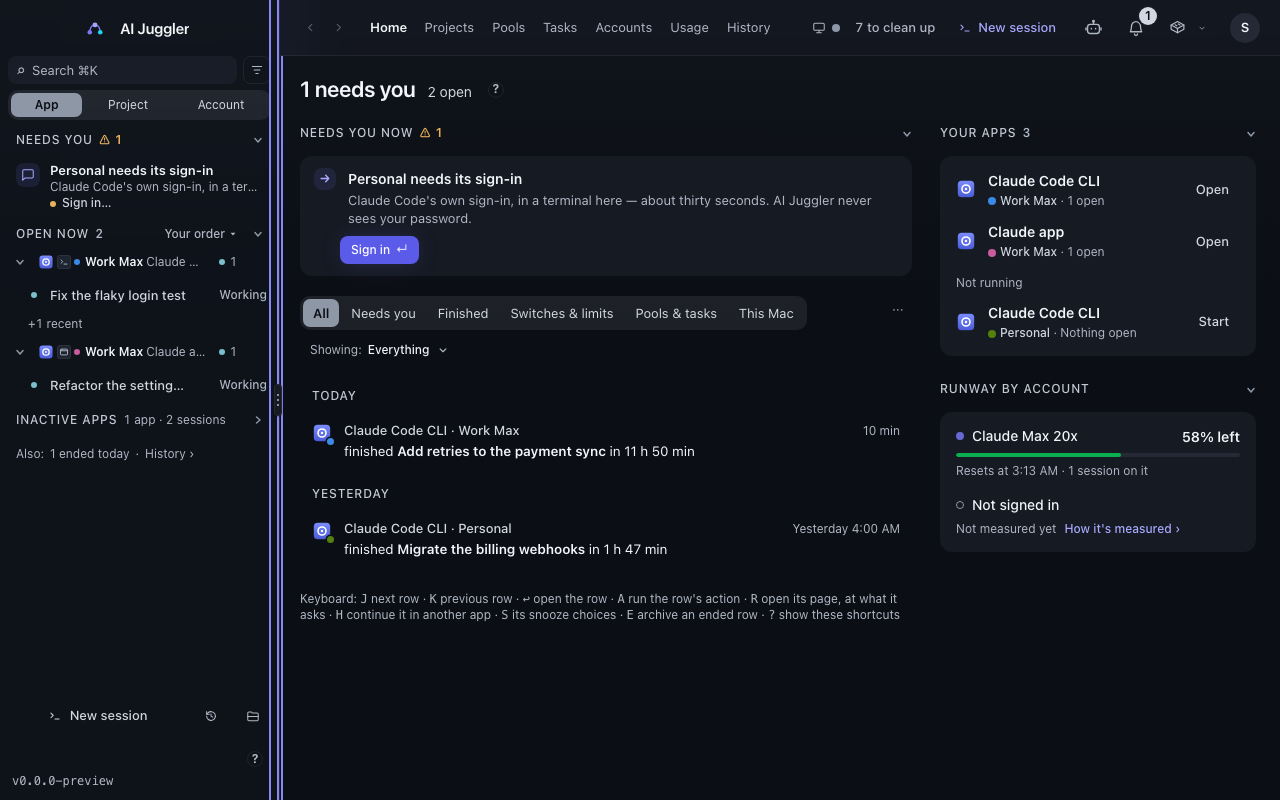 AI Juggler
Search ⌘K
App Project Account
NEEDS YOU 1
Personal needs its sign-in
Claude Code's own sign-in, in a ter...
Sign in...
OPEN NOW 2 Your order
Work Max Claude ... 1
Fix the flaky login test Working
+1 recent
Work Max Claude a... 1
Refactor the setting... Working
INACTIVE APPS 1 app · 2 sessions
Also: 1 ended today · History ›
New session
?
v0.0.0-preview
Home Projects Pools Tasks Accounts Usage History 7 to clean up New session 1 S
1 needs you 2 open ?
NEEDS YOU NOW 1
Personal needs its sign-in
Claude Code's own sign-in, in a terminal here — about thirty seconds. AI Juggler never
sees your password.
Sign in ↵
All Needs you Finished Switches & limits Pools & tasks This Mac ...
Showing: Everything
TODAY
Claude Code CLI · Work Max 10 min
finished Add retries to the payment sync in 11 h 50 min
YESTERDAY
Claude Code CLI · Personal Yesterday 4:00 AM
finished Migrate the billing webhooks in 1 h 47 min
Keyboard: J next row · K previous row · ↩ open the row · A run the row's action · R open its page, at what it
asks · H continue it in another app · S its snooze choices · E archive an ended row · ? show these shortcuts
YOUR APPS 3
Claude Code CLI Open
Work Max · 1 open
Claude app Open
Work Max · 1 open
Not running
Claude Code CLI Start
Personal · Nothing open
RUNWAY BY ACCOUNT
Claude Max 20x 58% left
Resets at 3:13 AM · 1 session on it
Not signed in
Not measured yet How it's measured ›